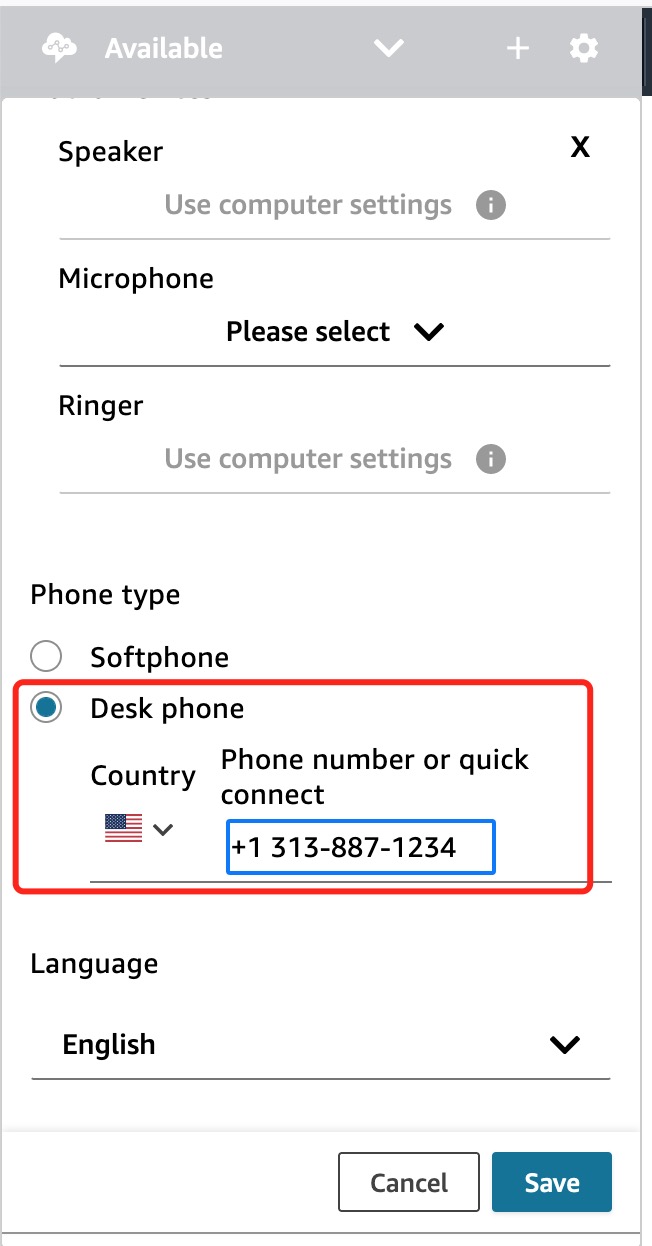 Available
Speaker
X
Use computer settings
Microphone
Please select
Ringer
Use computer settings
Phone type
Softphone
Desk phone
Country
Phone number or quick
connect
+1 313-887-1234
Language
English
Cancel
Save